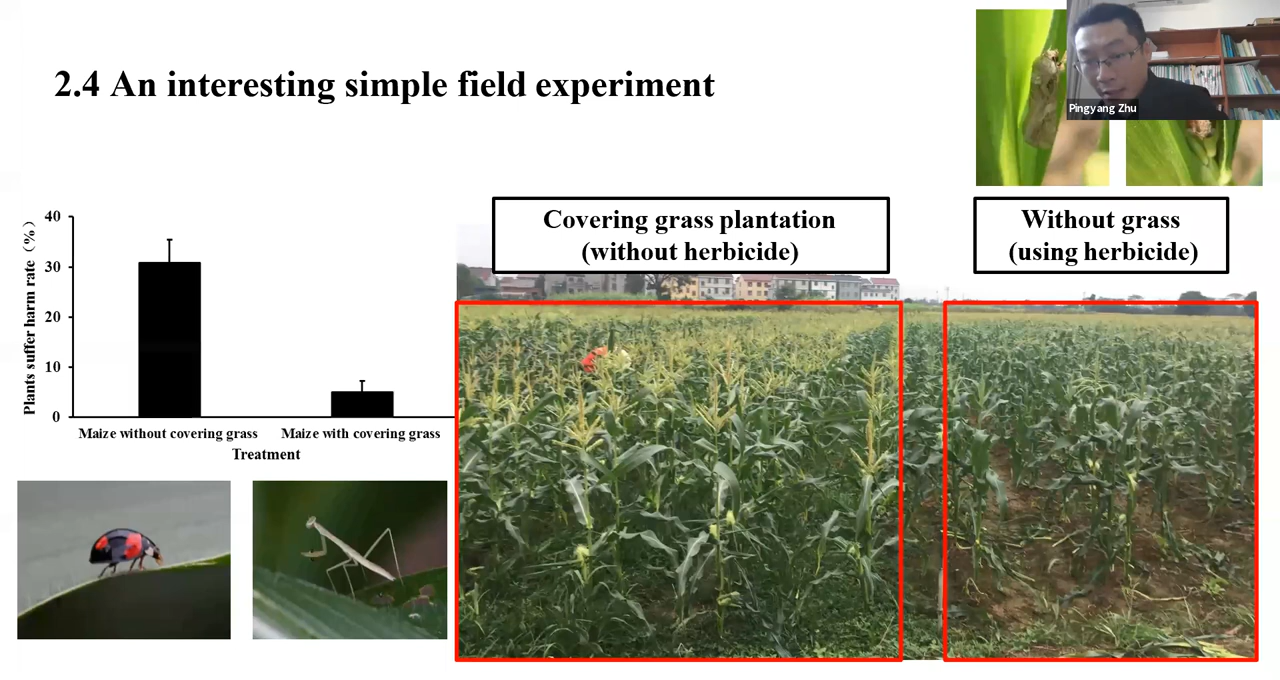 2.4 An interesting simple field experiment
Pingyang Zhu
Covering grass plantation
(without herbicide)
Without grass
(using herbicide)
Plants suffer harm rate（%）
40
30
20
10
0
Maize without covering grass
Maize with covering grass
Treatment